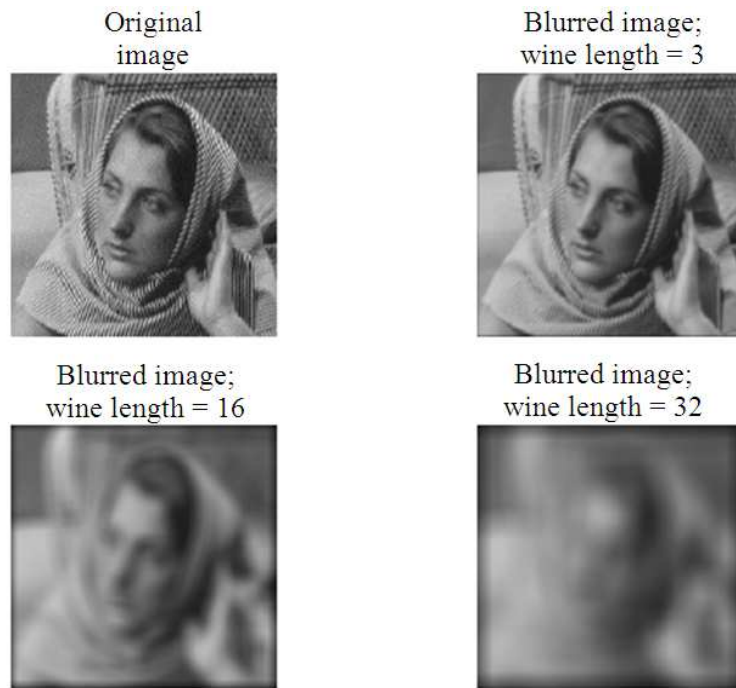 Original
image
Blurred image;
wine length = 3
Blurred image;
wine length = 16
Blurred image;
wine length = 32